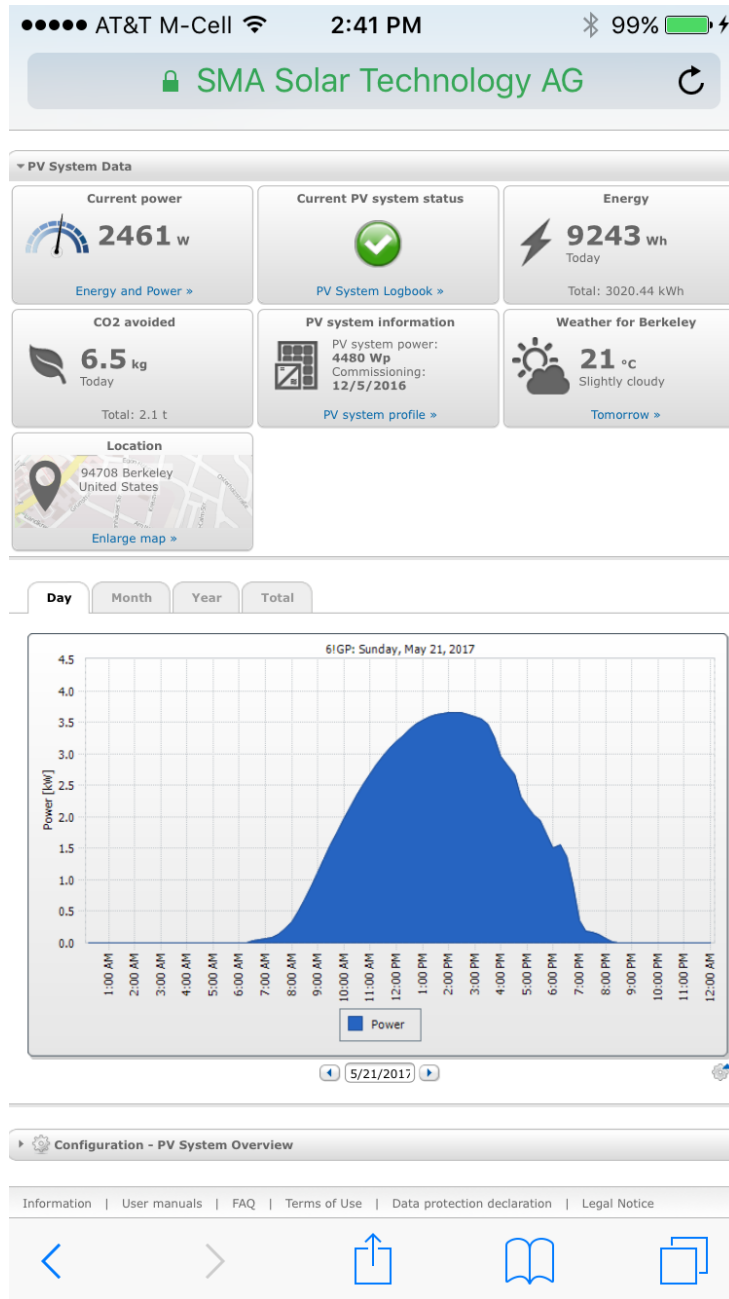 AT&T M-Cell 2:41 PM 99%
SMA Solar Technology AG
PV System Data
Current power
2461 W
Energy and Power »
Current PV system status
PV System Logbook »
Energy
9243 Wh
Today
Total: 3020.44 kWh
CO2 avoided
6.5 kg
Today
Total: 2.1 t
PV system information
PV system power:
4480 Wp
Commissioning:
12/5/2016
PV system profile »
Weather for Berkeley
21 °C
Slightly cloudy
Tomorrow »
Location
94708 Berkeley
United States
Enlarge map »
Day Month Year Total
6!GP: Sunday, May 21, 2017
Power [kW]
4.5
4.0
3.5
3.0
2.5
2.0
1.5
1.0
0.5
0.0
1:00 AM
2:00 AM
3:00 AM
4:00 AM
5:00 AM
6:00 AM
7:00 AM
8:00 AM
9:00 AM
10:00 AM
11:00 AM
12:00 PM
1:00 PM
2:00 PM
3:00 PM
4:00 PM
5:00 PM
6:00 PM
7:00 PM
8:00 PM
9:00 PM
10:00 PM
11:00 PM
12:00 AM
Power
5/21/2017
Configuration - PV System Overview
Information | User manuals | FAQ | Terms of Use | Data protection declaration | Legal Notice